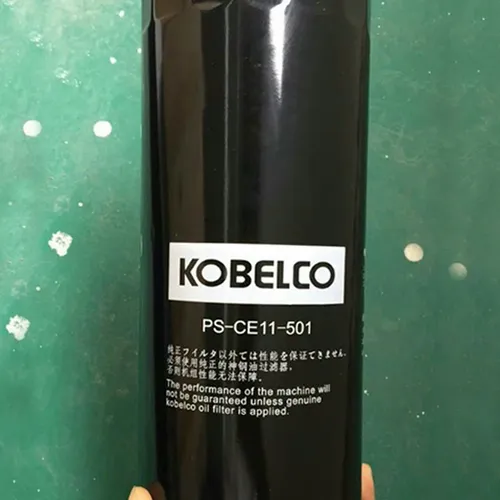 KOBELCO
PS-CE11-501
純正フィルタ以外では性能を保証できません。
必须使用纯正的神钢油过滤器,
否则机组性能无法保障。
The performance of the machine will
not be guaranteed unless genuine
kobelco oil filter is applied.